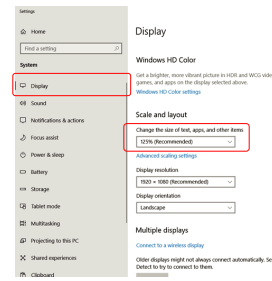 Settings
Home
Find a setting
System
Display
Sound
Notifications & actions
Focus assist
Power & sleep
Battery
Storage
Tablet mode
Multitasking
Projecting to this PC
Shared experiences
Clipboard
Display
Windows HD Color
Get a brighter, more vibrant picture in HDR and WCG vide
games, and apps on the display selected above.
Windows HD Color settings
Scale and layout
Change the size of text, apps, and other items
125% (Recommended)
Advanced scaling settings
Display resolution
1920 × 1080 (Recommended)
Display orientation
Landscape
Multiple displays
Connect to a wireless display
Older displays might not always connect automatically. Se
Detect to try to connect to them.